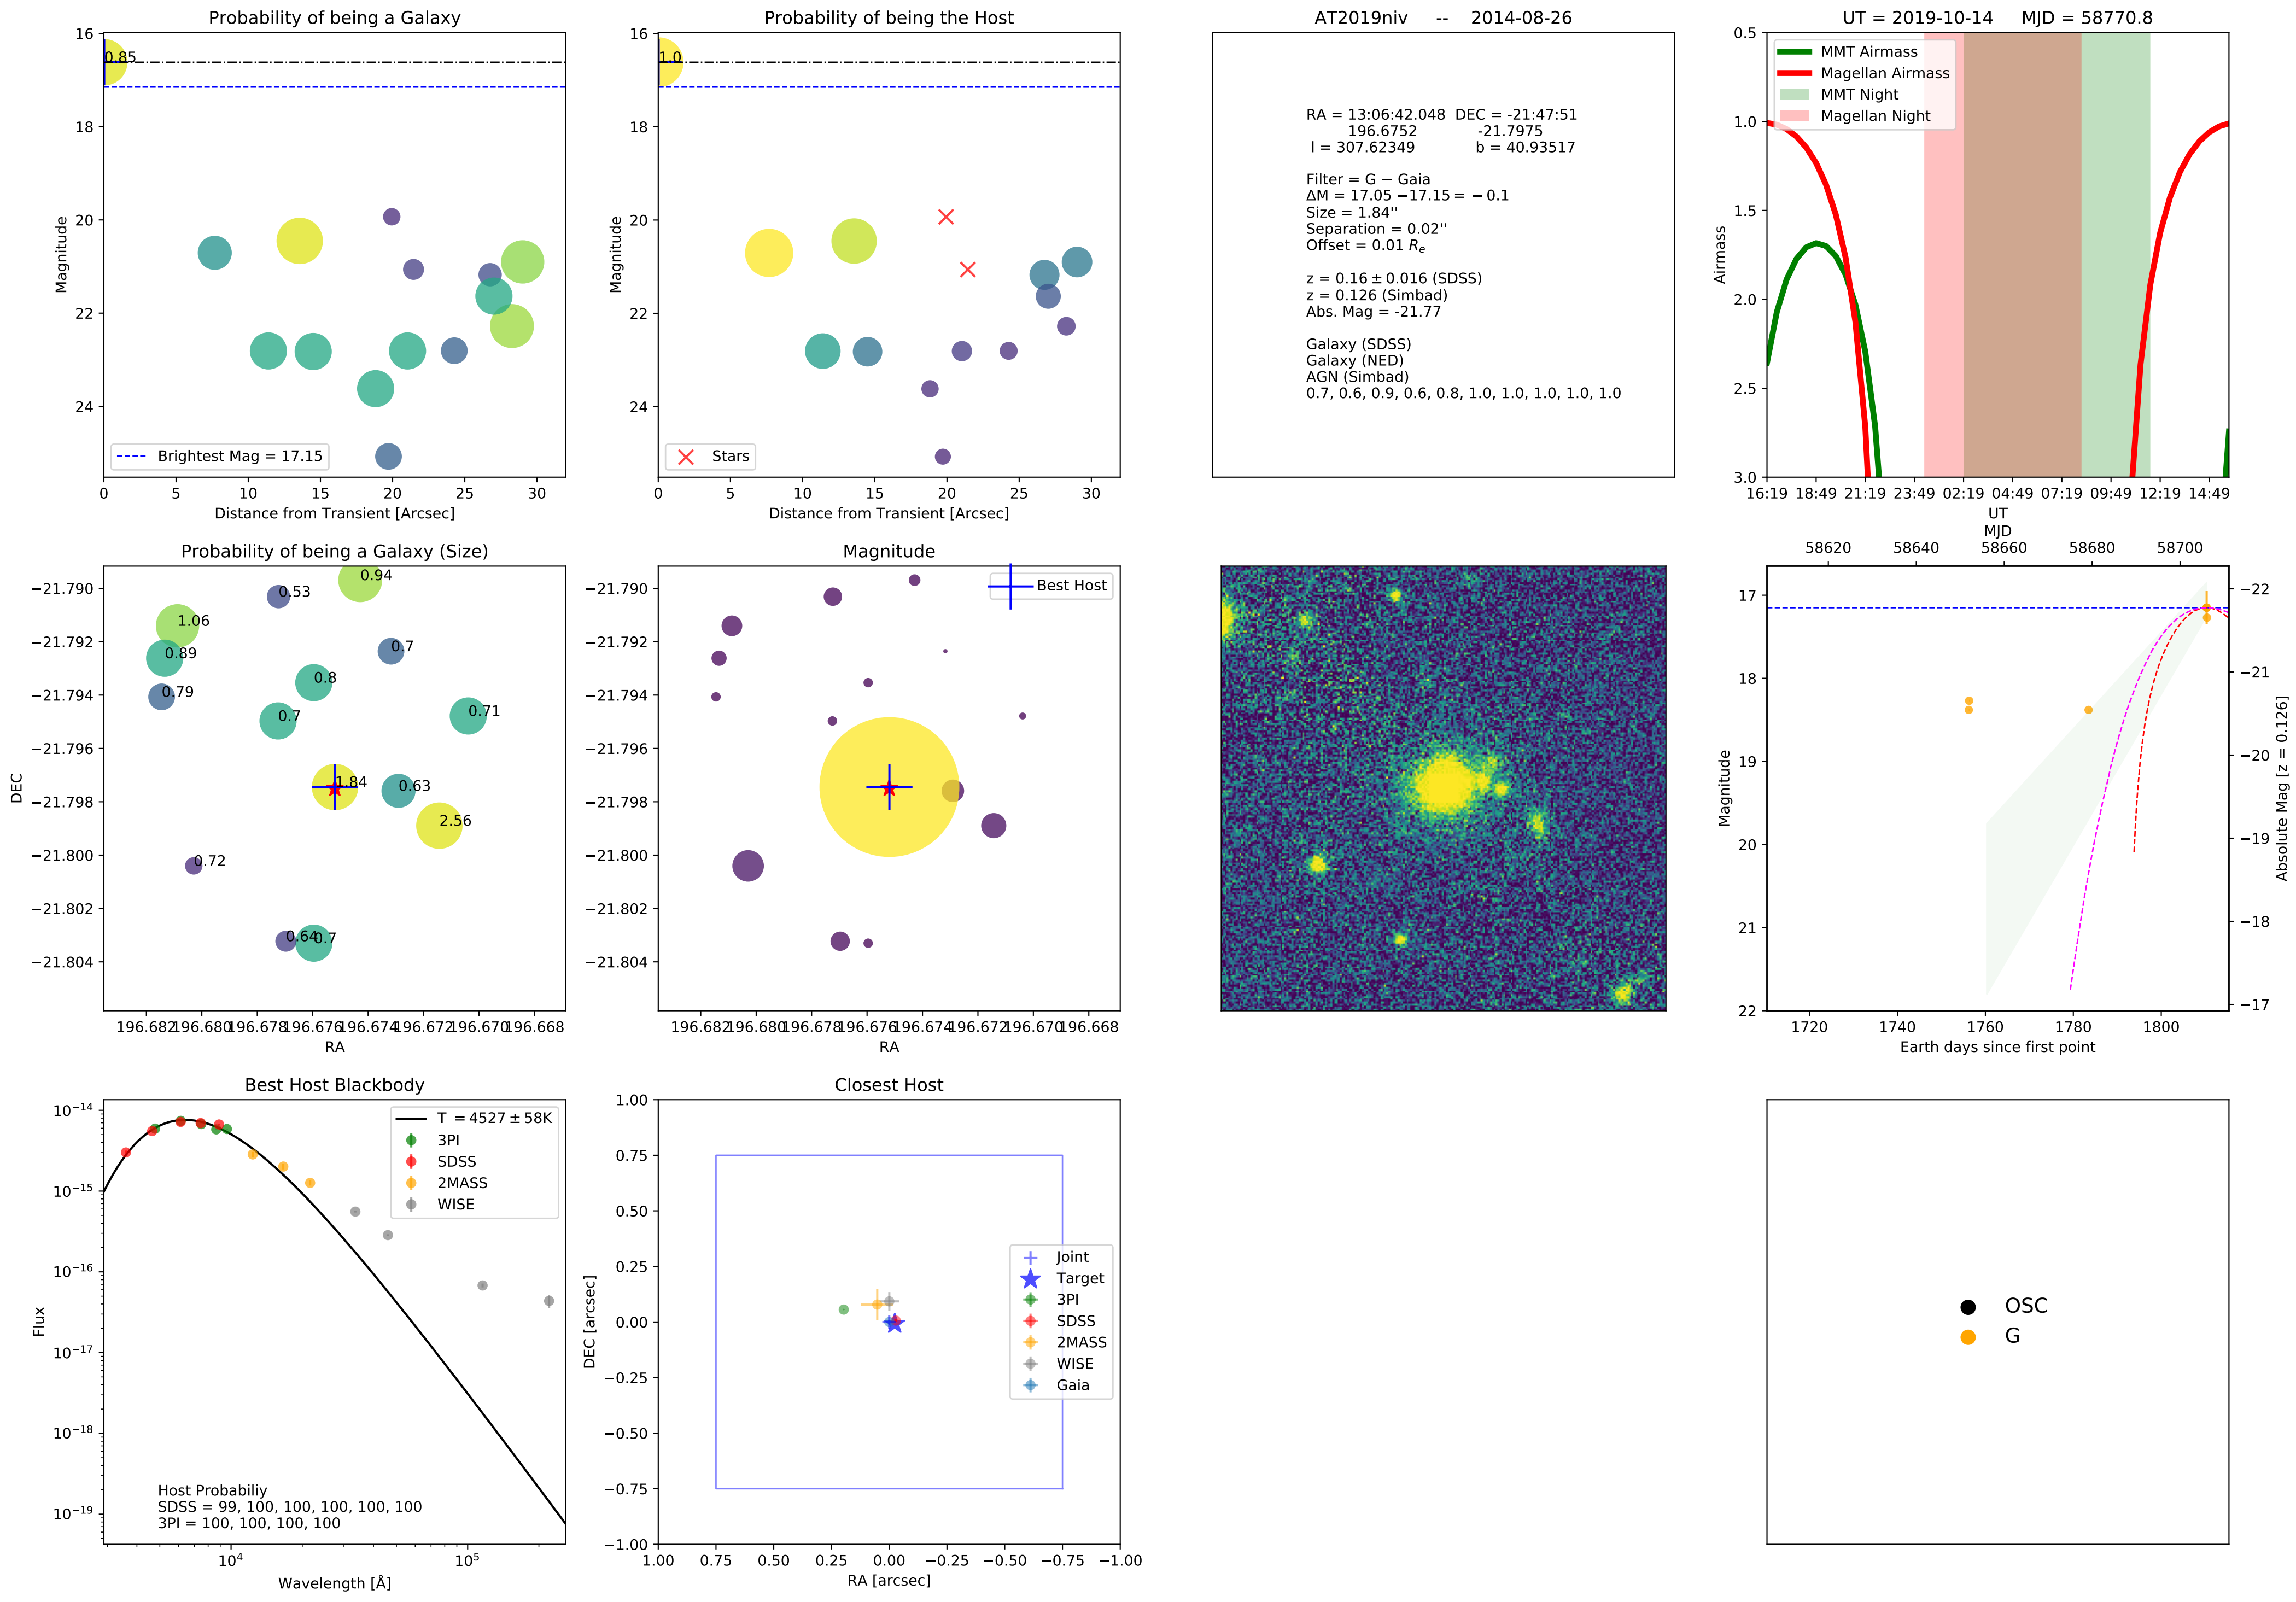 Probability of being a Galaxy
16
18
20
22
24
Magnitude
0.85
Brightest Mag = 17.15
0 5 10 15 20 25 30
Distance from Transient [Arcsec]
Probability of being the Host
16
18
20
22
24
Magnitude
1.0
Stars
0 5 10 15 20 25 30
Distance from Transient [Arcsec]
AT2019niv -- 2014-08-26
RA = 13:06:42.048 DEC = -21:47:51
196.6752 -21.7975
l = 307.62349 b = 40.93517
Filter = G − Gaia
ΔM = 17.05 −17.15 = −0.1
Size = 1.84''
Separation = 0.02''
Offset = 0.01 Re
z = 0.16 ± 0.016 (SDSS)
z = 0.126 (Simbad)
Abs. Mag = -21.77
Galaxy (SDSS)
Galaxy (NED)
AGN (Simbad)
0.7, 0.6, 0.9, 0.6, 0.8, 1.0, 1.0, 1.0, 1.0, 1.0
UT = 2019-10-14 MJD = 58770.8
MMT Airmass
Magellan Airmass
MMT Night
Magellan Night
0.5
1.0
1.5
2.0
2.5
3.0
Airmass
16:19 18:49 21:19 23:49 02:19 04:49 07:19 09:49 12:19 14:49
UT
Probability of being a Galaxy (Size)
−21.790
−21.792
−21.794
−21.796
−21.798
−21.800
−21.802
−21.804
DEC
0.94
0.53
1.06
0.89
0.7
0.79
0.8
0.7
0.71
1.84
0.63
2.56
0.72
0.64
0.7
196.682 196.680 196.678 196.676 196.674 196.672 196.670 196.668
RA
Magnitude
Best Host
−21.790
−21.792
−21.794
−21.796
−21.798
−21.800
−21.802
−21.804
196.682 196.680 196.678 196.676 196.674 196.672 196.670 196.668
RA
MJD
58620 58640 58660 58680 58700
17
18
19
20
21
22
Magnitude
−22
−21
−20
−19
−18
−17
Absolute Mag [z = 0.126]
1720 1740 1760 1780 1800
Earth days since first point
Best Host Blackbody
T = 4527 ± 58K
3PI
SDSS
2MASS
WISE
10−14
10−15
10−16
10−17
10−18
10−19
Flux
Host Probabiliy
SDSS = 99, 100, 100, 100, 100, 100
3PI = 100, 100, 100, 100
104 105
Wavelength [Å]
Closest Host
1.00
0.75
0.50
0.25
0.00
−0.25
−0.50
−0.75
−1.00
DEC [arcsec]
Joint
Target
3PI
SDSS
2MASS
WISE
Gaia
1.00 0.75 0.50 0.25 0.00 −0.25 −0.50 −0.75 −1.00
RA [arcsec]
OSC
G